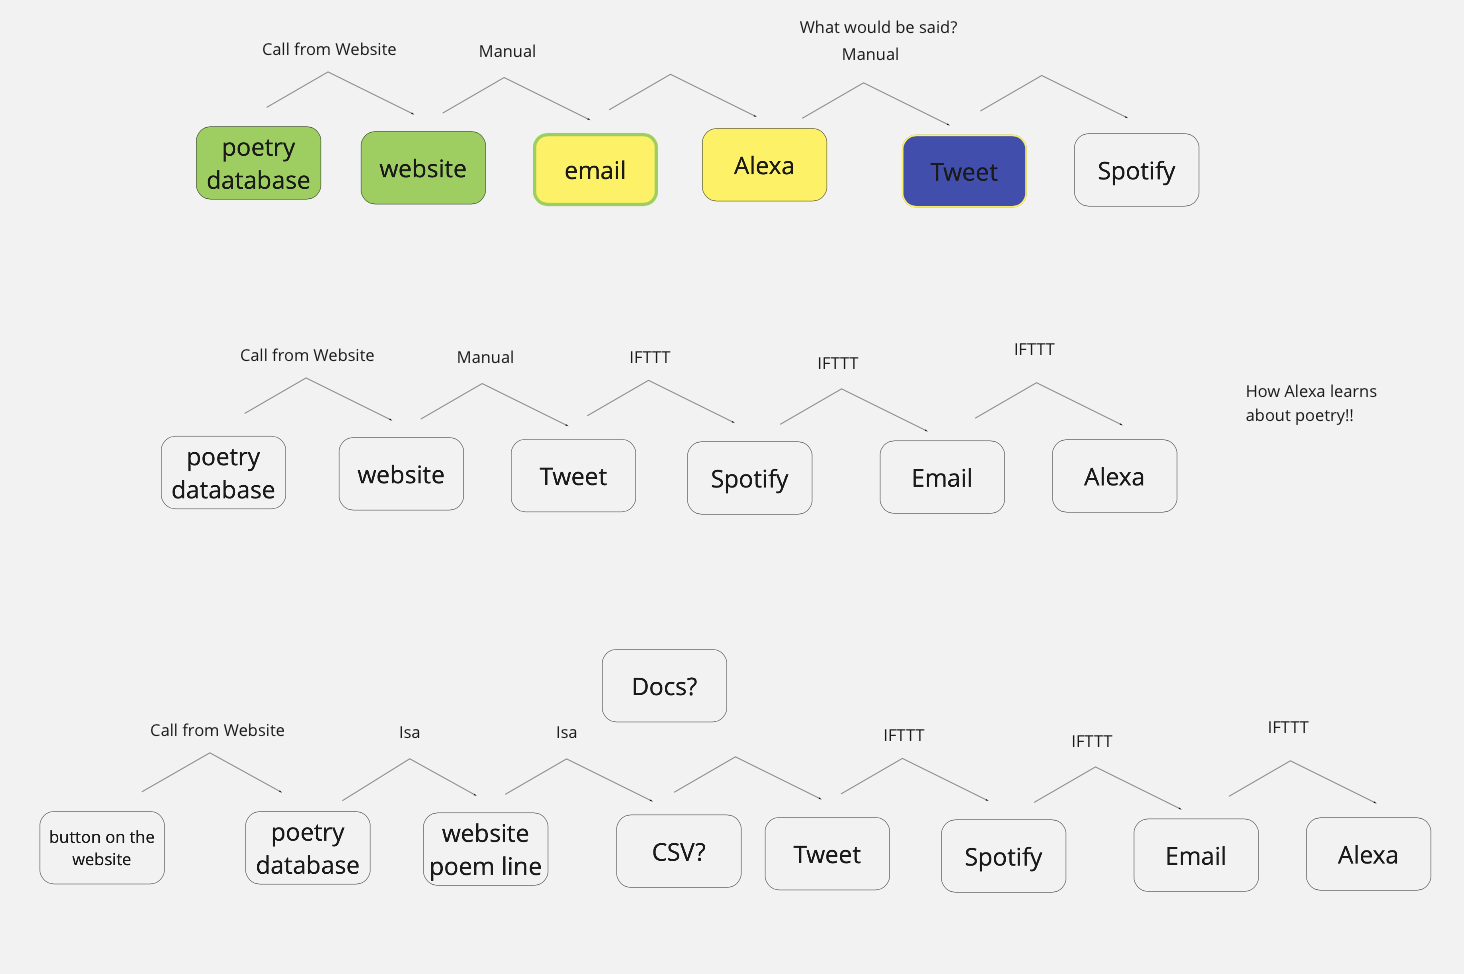 What would be said?
Call from Website
Manual
Manual
poetry
database
website
email
Alexa
Tweet
Spotify
Call from Website
Manual
IFTTT
IFTTT
IFTTT
How Alexa learns
about poetry!!
poetry
database
website
Tweet
Spotify
Email
Alexa
Docs?
Call from Website
Isa
Isa
IFTTT
IFTTT
IFTTT
button on the
website
poetry
database
website
poem line
CSV?
Tweet
Spotify
Email
Alexa